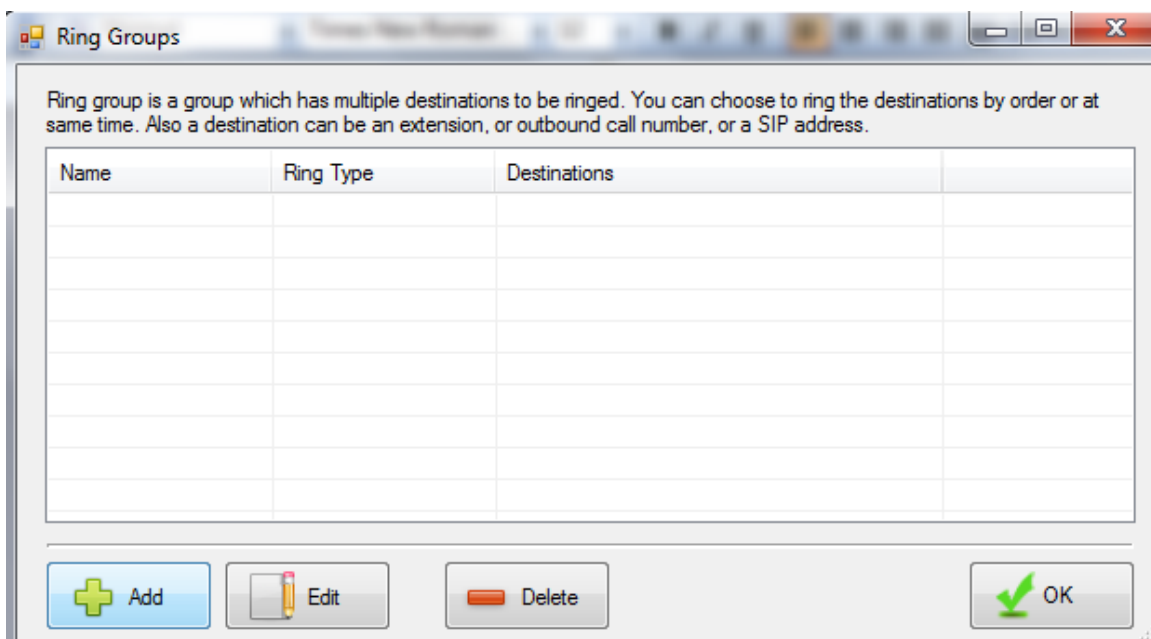 Ring Groups
Ring group is a group which has multiple destinations to be ringed. You can choose to ring the destinations by order or at
same time. Also a destination can be an extension, or outbound call number, or a SIP address.
Name Ring Type Destinations
Add Edit Delete OK